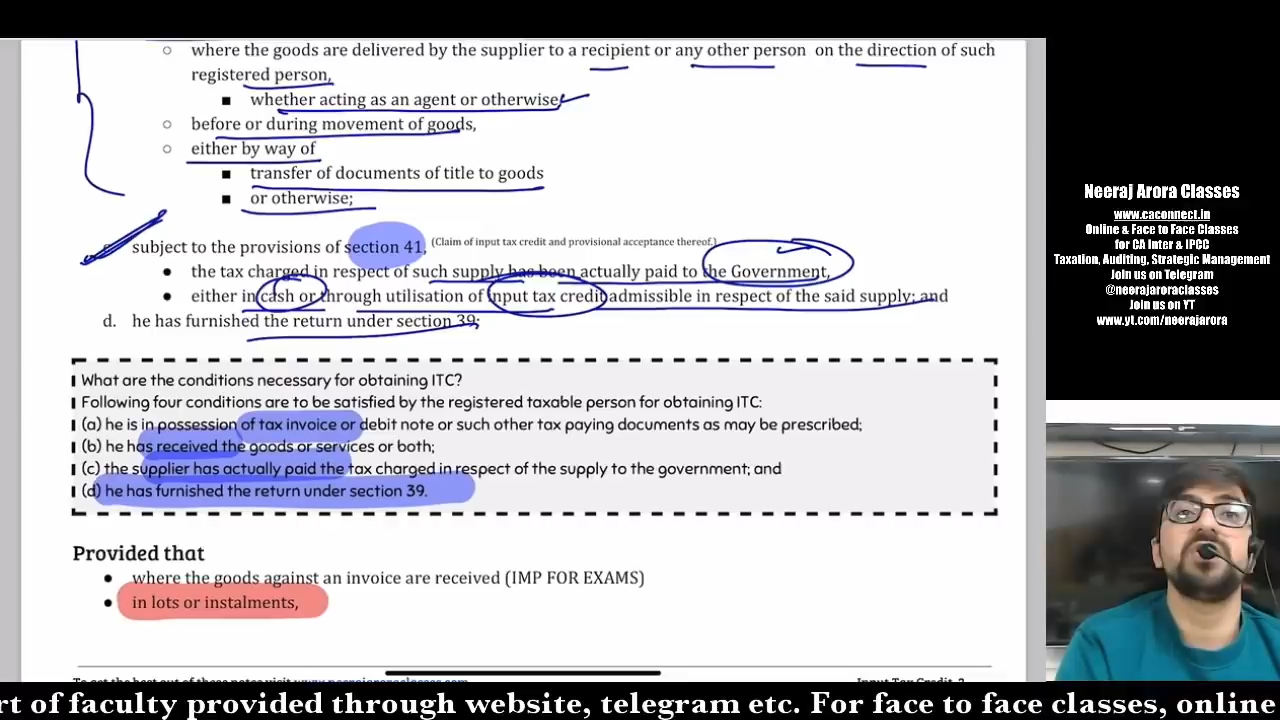 ○ where the goods are delivered by the supplier to a recipient or any other person on the direction of such
registered person,
■ whether acting as an agent or otherwise
○ before or during movement of goods,
○ either by way of
■ transfer of documents of title to goods
■ or otherwise;
subject to the provisions of section 41, (Claim of input tax credit and provisional acceptance thereof.)
● the tax charged in respect of such supply has been actually paid to the Government,
● either in cash or through utilisation of input tax credit admissible in respect of the said supply; and
d. he has furnished the return under section 39;
What are the conditions necessary for obtaining ITC?
Following four conditions are to be satisfied by the registered taxable person for obtaining ITC:
(a) he is in possession of tax invoice or debit note or such other tax paying documents as may be prescribed;
(b) he has received the goods or services or both;
(c) the supplier has actually paid the tax charged in respect of the supply to the government; and
(d) he has furnished the return under section 39.
Provided that
● where the goods against an invoice are received (IMP FOR EXAMS)
● in lots or instalments,
Neeraj Arora Classes
www.caconnect.in
Online & Face to Face Classes
for CA Inter & IPCC
Taxation, Auditing, Strategic Management
Join us on Telegram
@neerajaroraclasses
Join us on YT
www.yt.com/neerajarora
rt of faculty provided through website, telegram etc. For face to face classes, online